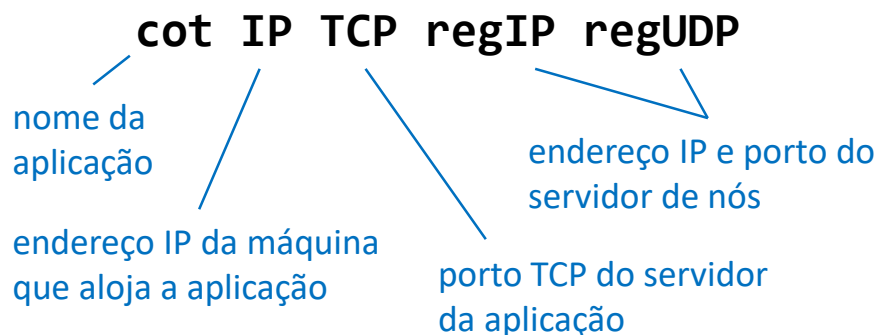 cot IP TCP regIP regUDP
nome da
aplicação
endereço IP da máquina
que aloja a aplicação
porto TCP do servidor
da aplicação
endereço IP e porto do
servidor de nós